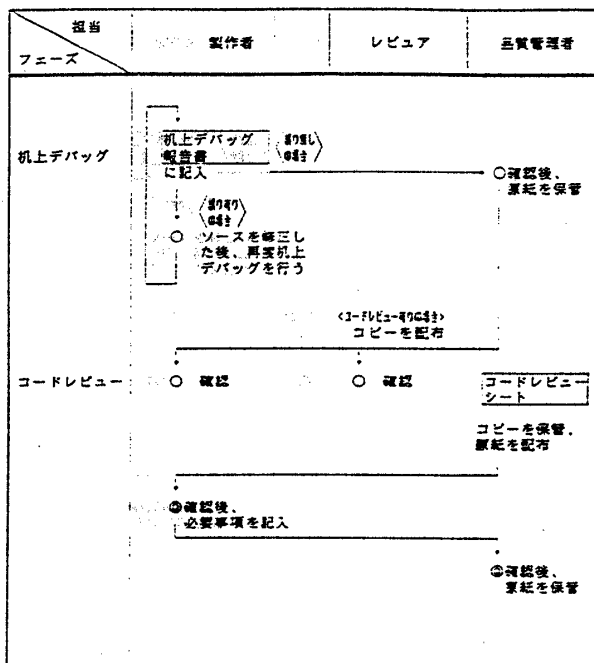 担当
フェーズ
製作者
レビュア
品質管理者
机上デバッグ
机上デバッグ
報告書
に記入
〈誤り無し
の場合〉
○確認後、
原紙を保管
〈誤り有り
の場合〉
○ ソースを修正し
た後、再度机上
デバッグを行う
<コードレビュー有りの場合>
コピーを配布
コードレビュー
○ 確認
○ 確認
コードレビュー
シート
コピーを保管、
原紙を配布
◎確認後、
必要事項を記入
◎確認後、
原紙を保管